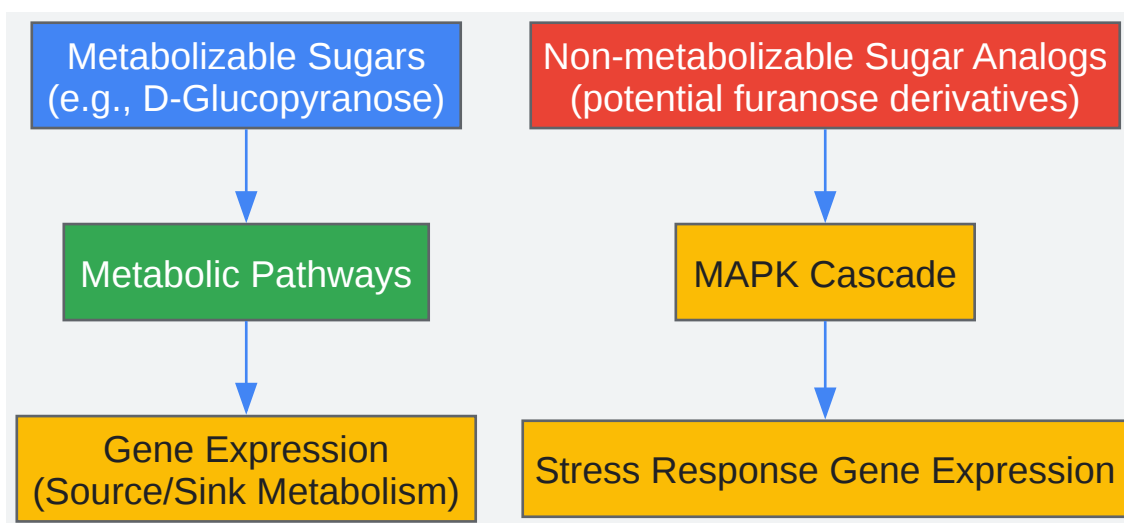 Metabolizable Sugars
(e.g., D-Glucopyranose)
Non-metabolizable Sugar Analogs
(potential furanose derivatives)
Metabolic Pathways
MAPK Cascade
Gene Expression
(Source/Sink Metabolism)
Stress Response Gene Expression